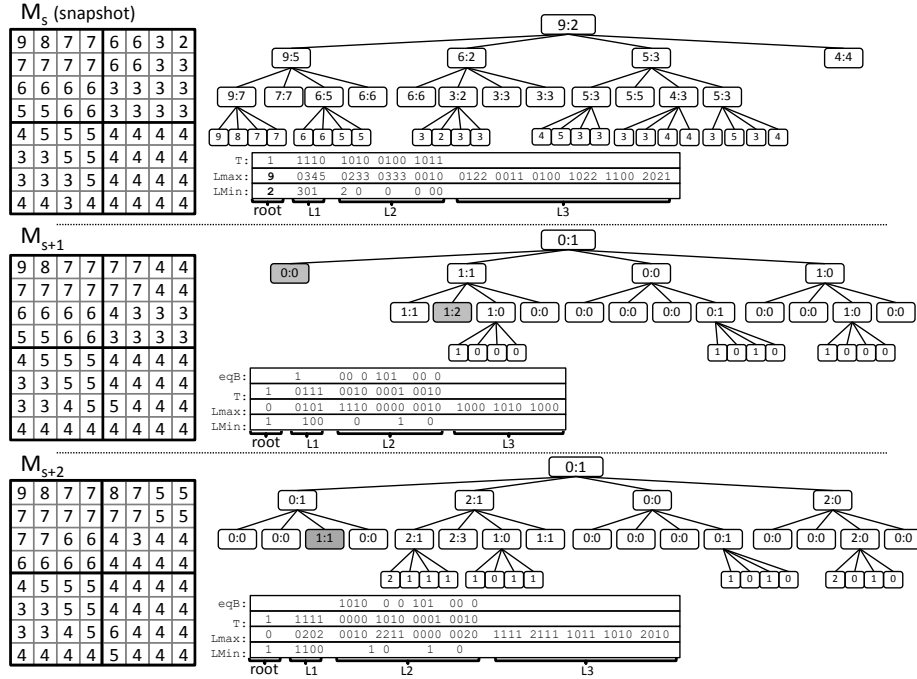 M_s (snapshot)
9 8 7 7 6 6 3 2
7 7 7 7 6 6 3 3
6 6 6 6 3 3 3 3
5 5 6 6 3 3 3 3
4 5 5 5 4 4 4 4
3 3 5 5 4 4 4 4
3 3 3 5 4 4 4 4
4 4 3 4 4 4 4 4
9:2
9:5 6:2 5:3 4:4
9:7 7:7 6:5 6:6 6:6 3:2 3:3 3:3 5:3 5:5 4:3 5:3
9 8 7 7 6 6 5 5 3 2 3 3 4 5 3 3 3 3 4 4 3 5 3 4
T: 1 1110 1010 0100 1011
Lmax: 9 0345 0233 0333 0010 0122 0011 0100 1022 1100 2021
LMin: 2 301 2 0 0 0 00
root L1 L2 L3
M_s+1
9 8 7 7 7 7 4 4
7 7 7 7 7 7 4 4
6 6 6 6 4 3 3 3
5 5 6 6 3 3 3 3
4 5 5 5 4 4 4 4
3 3 5 5 4 4 4 4
3 3 4 5 5 4 4 4
4 4 4 4 4 4 4 4
0:1
0:0 1:1 0:0 1:0
1:1 1:2 1:0 0:0 0:0 0:0 0:0 0:1 0:0 0:0 1:0 0:0
1 0 0 0 1 0 1 0 1 0 0 0
eqB: 1 00 0 101 00 0
T: 1 0111 0010 0001 0010
Lmax: 0 0101 1110 0000 0010 1000 1010 1000
LMin: 1 100 0 1 0
root L1 L2 L3
M_s+2
9 8 7 7 8 7 5 5
7 7 7 7 7 7 5 5
7 7 6 6 4 3 4 4
6 6 6 6 4 4 4 4
4 5 5 5 4 4 4 4
3 3 5 5 4 4 4 4
3 3 4 5 6 4 4 4
4 4 4 4 5 4 4 4
0:1
0:1 2:1 0:0 2:0
0:0 0:0 1:1 0:0 2:1 2:3 1:0 1:1 0:0 0:0 0:0 0:1 0:0 0:0 2:0 0:0
2 1 1 1 1 0 1 1 1 0 1 0 2 0 1 0
eqB: 1010 0 0 101 00 0
T: 1 1111 0000 1010 0001 0010
Lmax: 0 0202 0010 2211 0000 0020 1111 2111 1011 1010 2010
LMin: 1 1100 1 0 1 0
root L1 L2 L3